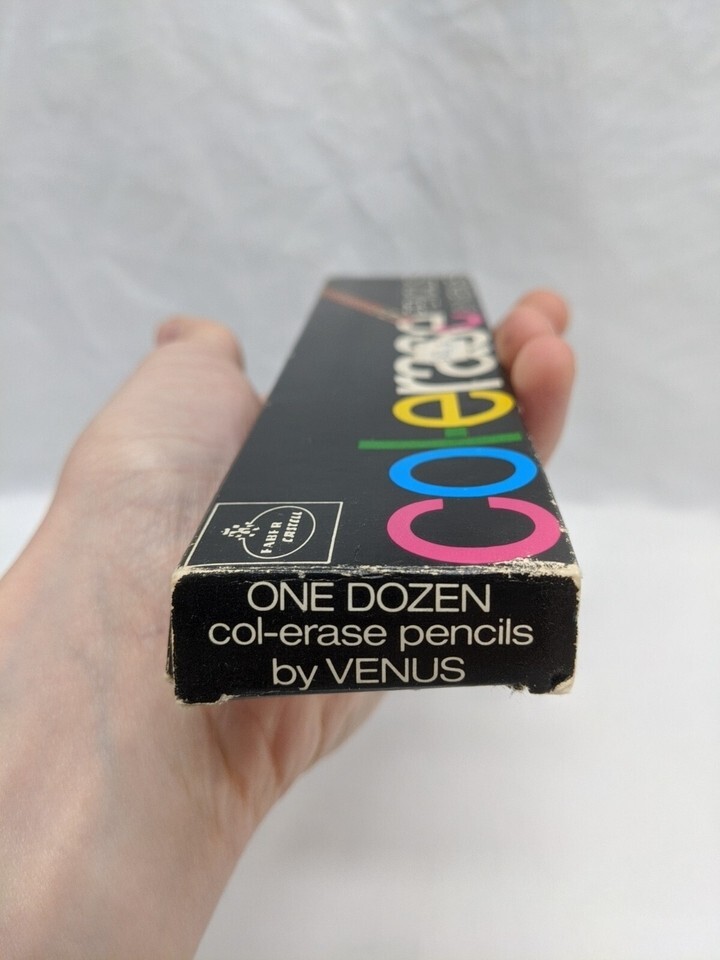 col-erase
FABER
CASTELL
ONE DOZEN
col-erase pencils
by VENUS